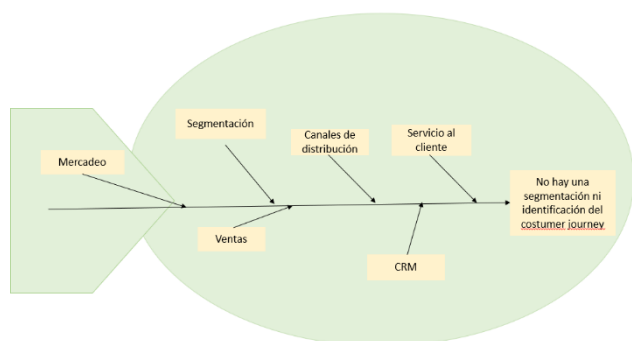 Segmentación
Canales de
distribución
Servicio al
cliente
Mercadeo
No hay una
segmentación ni
identificación del
costumer journey
Ventas
CRM